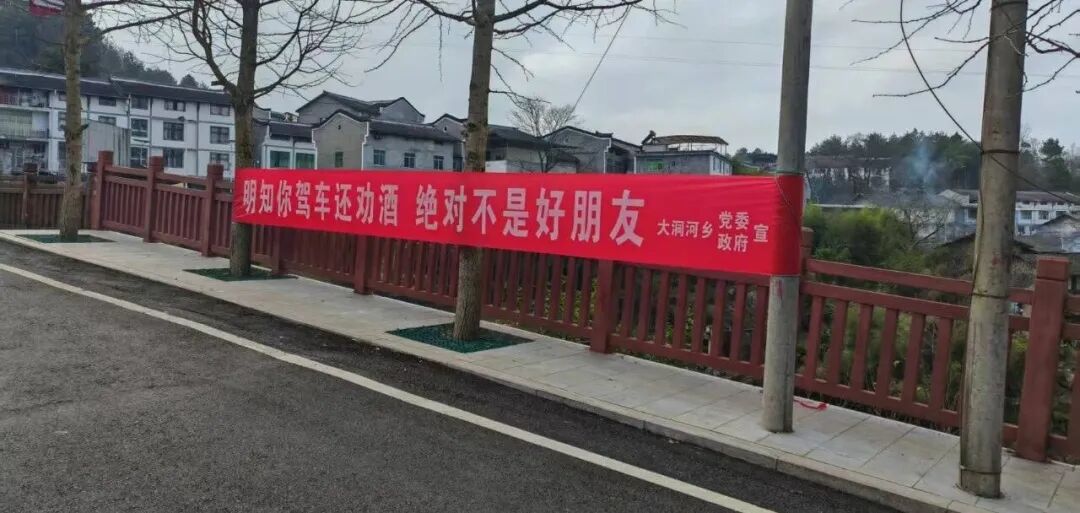 明知你驾车还劝酒 绝对不是好朋友
大涧河乡 党委 政府 宣